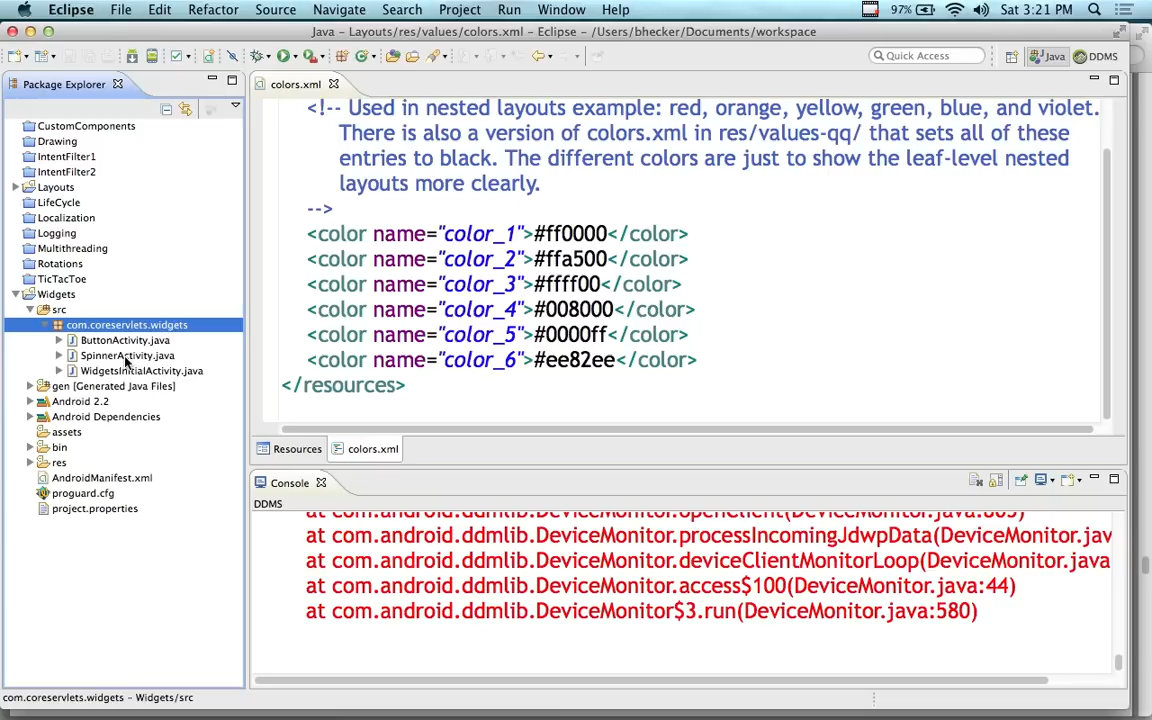 Eclipse File Edit Refactor Source Navigate Search Project Run Window Help 97% Sat 3:21 PM
Java – Layouts/res/values/colors.xml – Eclipse – /Users/bhecker/Documents/workspace
Quick Access Java DDMS
Package Explorer
CustomComponents
Drawing
IntentFilter1
IntentFilter2
Layouts
LifeCycle
Localization
Logging
Multithreading
Rotations
TicTacToe
Widgets
src
com.coreservlets.widgets
ButtonActivity.java
SpinnerActivity.java
WidgetsInitialActivity.java
gen [Generated Java Files]
Android 2.2
Android Dependencies
assets
bin
res
AndroidManifest.xml
proguard.cfg
project.properties
colors.xml
<!-- Used in nested layouts example: red, orange, yellow, green, blue, and violet.
There is also a version of colors.xml in res/values-qq/ that sets all of these
entries to black. The different colors are just to show the leaf-level nested
layouts more clearly.
-->
<color name="color_1">#ff0000</color>
<color name="color_2">#ffa500</color>
<color name="color_3">#ffff00</color>
<color name="color_4">#008000</color>
<color name="color_5">#0000ff</color>
<color name="color_6">#ee82ee</color>
</resources>
Resources colors.xml
Console
DDMS
at com.android.ddmlib.DeviceMonitor.openClient(DeviceMonitor.java:803)
at com.android.ddmlib.DeviceMonitor.processIncomingJdwpData(DeviceMonitor.jav
at com.android.ddmlib.DeviceMonitor.deviceClientMonitorLoop(DeviceMonitor.java
at com.android.ddmlib.DeviceMonitor.access$100(DeviceMonitor.java:44)
at com.android.ddmlib.DeviceMonitor$3.run(DeviceMonitor.java:580)
com.coreservlets.widgets – Widgets/src